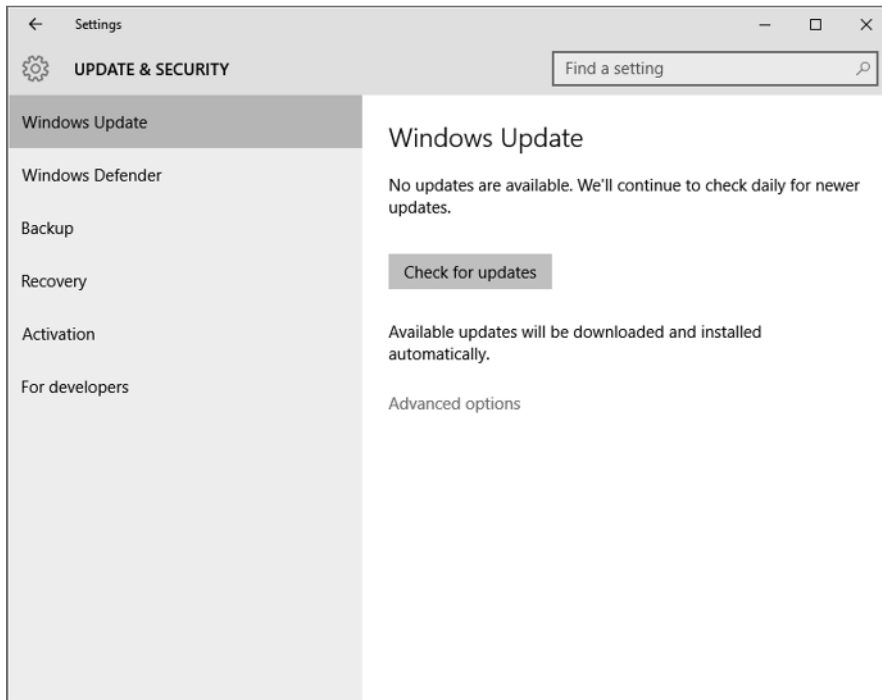 Settings
UPDATE & SECURITY
Find a setting
Windows Update
Windows Defender
Backup
Recovery
Activation
For developers
Windows Update
No updates are available. We'll continue to check daily for newer
updates.
Check for updates
Available updates will be downloaded and installed
automatically.
Advanced options